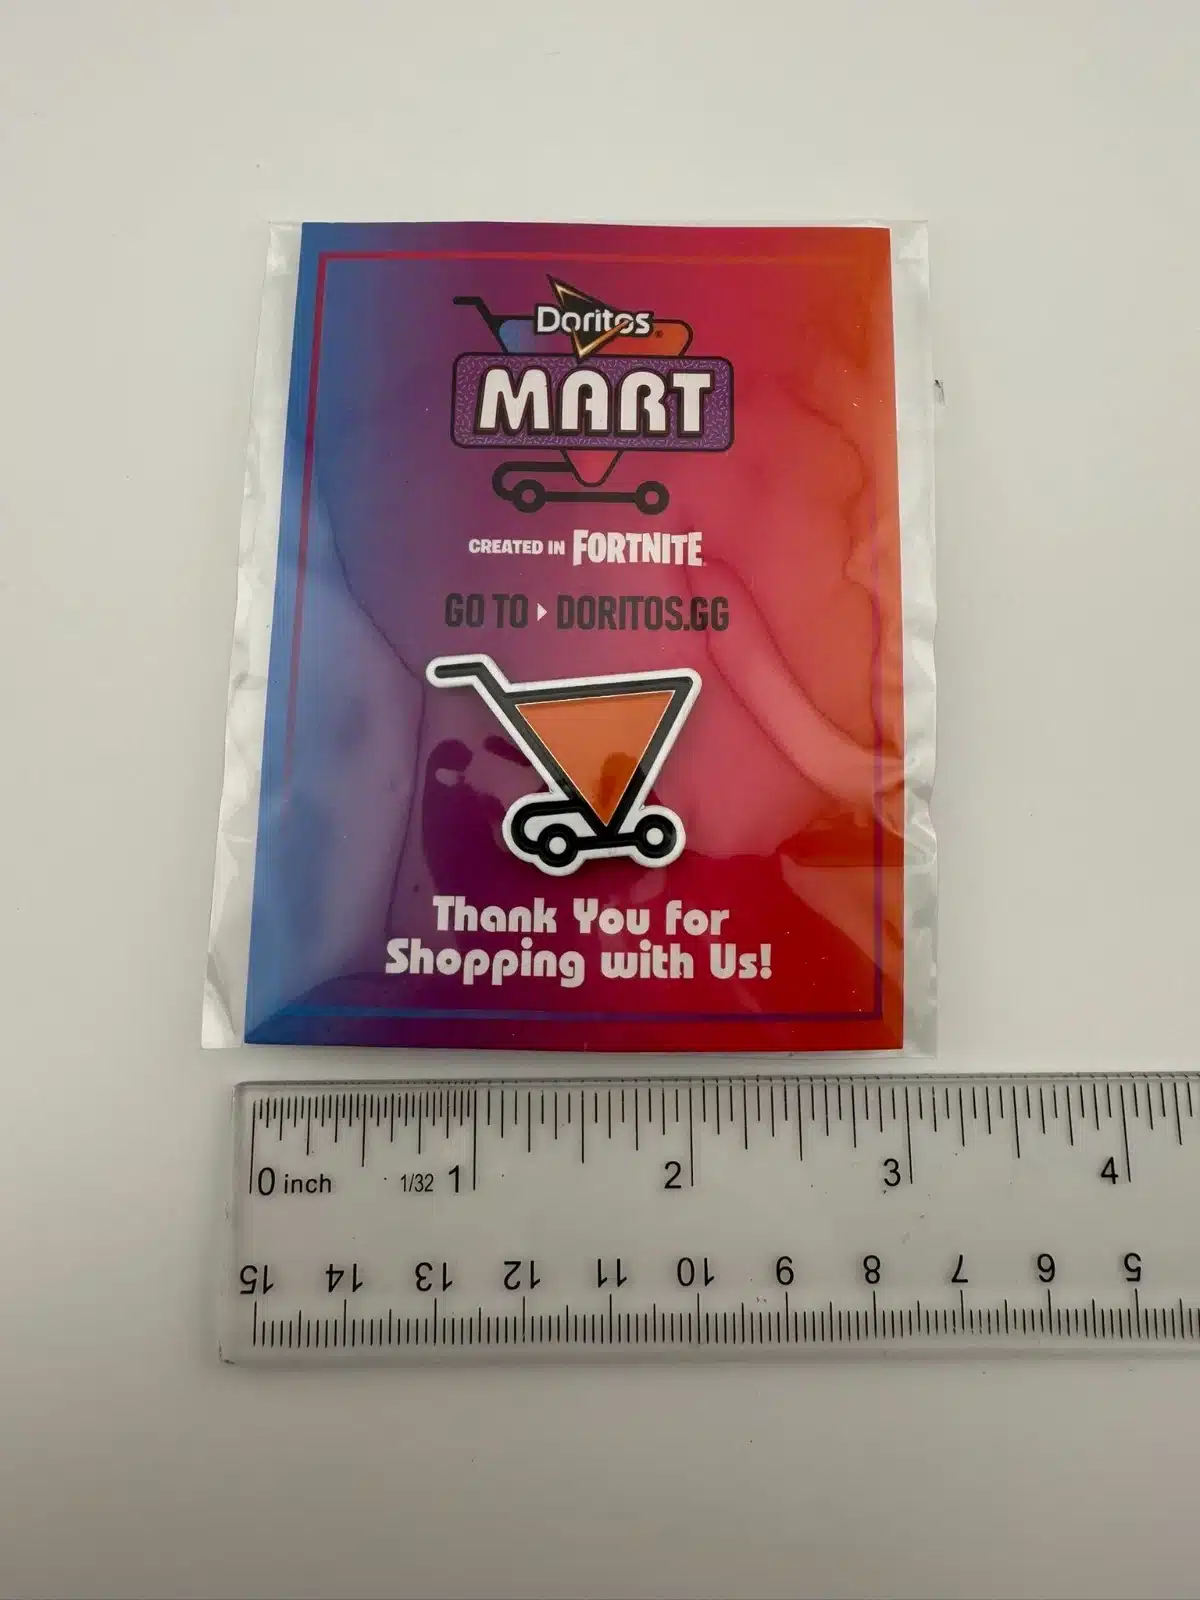 Doritos®
MART
CREATED IN FORTNITE
GO TO ▸ DORITOS.GG
Thank You for
Shopping with Us!
0 inch 1/32 1 2 3 4
15 14 13 12 11 10 9 8 7 6 5